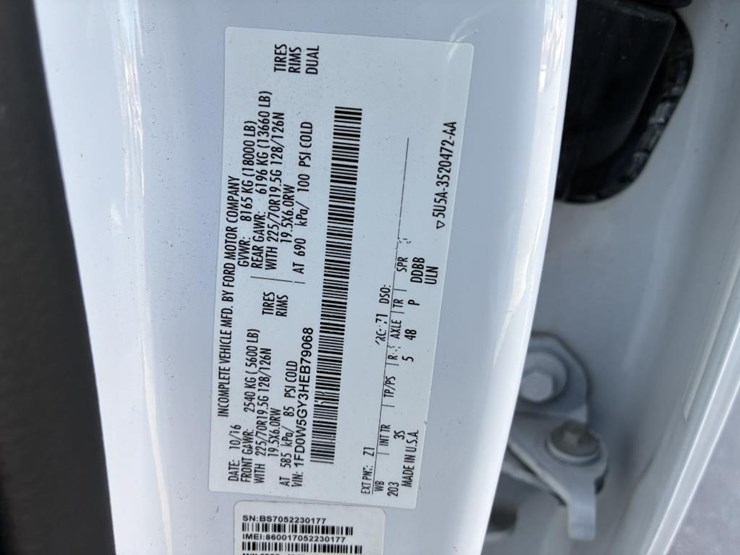 INCOMPLETE VEHICLE MFD. BY FORD MOTOR COMPANY
DATE: 10/16 GVWR: 8165 KG (18000 LB)
FRONT GAWR: 2540 KG ( 5600 LB) REAR GAWR: 6196 KG (13660 LB)
WITH 225/70R19.5G 128/126N TIRES WITH 225/70R19.5G 128/126N TIRES
19.5X6.0RW RIMS 19.5X6.0RW RIMS
AT 585 kPa/ 85 PSI COLD AT 690 kPa/ 100 PSI COLD DUAL
VIN: 1FD0W5GY3HEB79068
EXT PNT: Z1 71 DSO:
WB INT TR TP/PS R AXLE TR SPR
203 3S 5 48 P DDBB
MADE IN U.S.A. ULN
▽5U5A-3520472-AA
SN:BS7052230177
IMEI:860017052230177